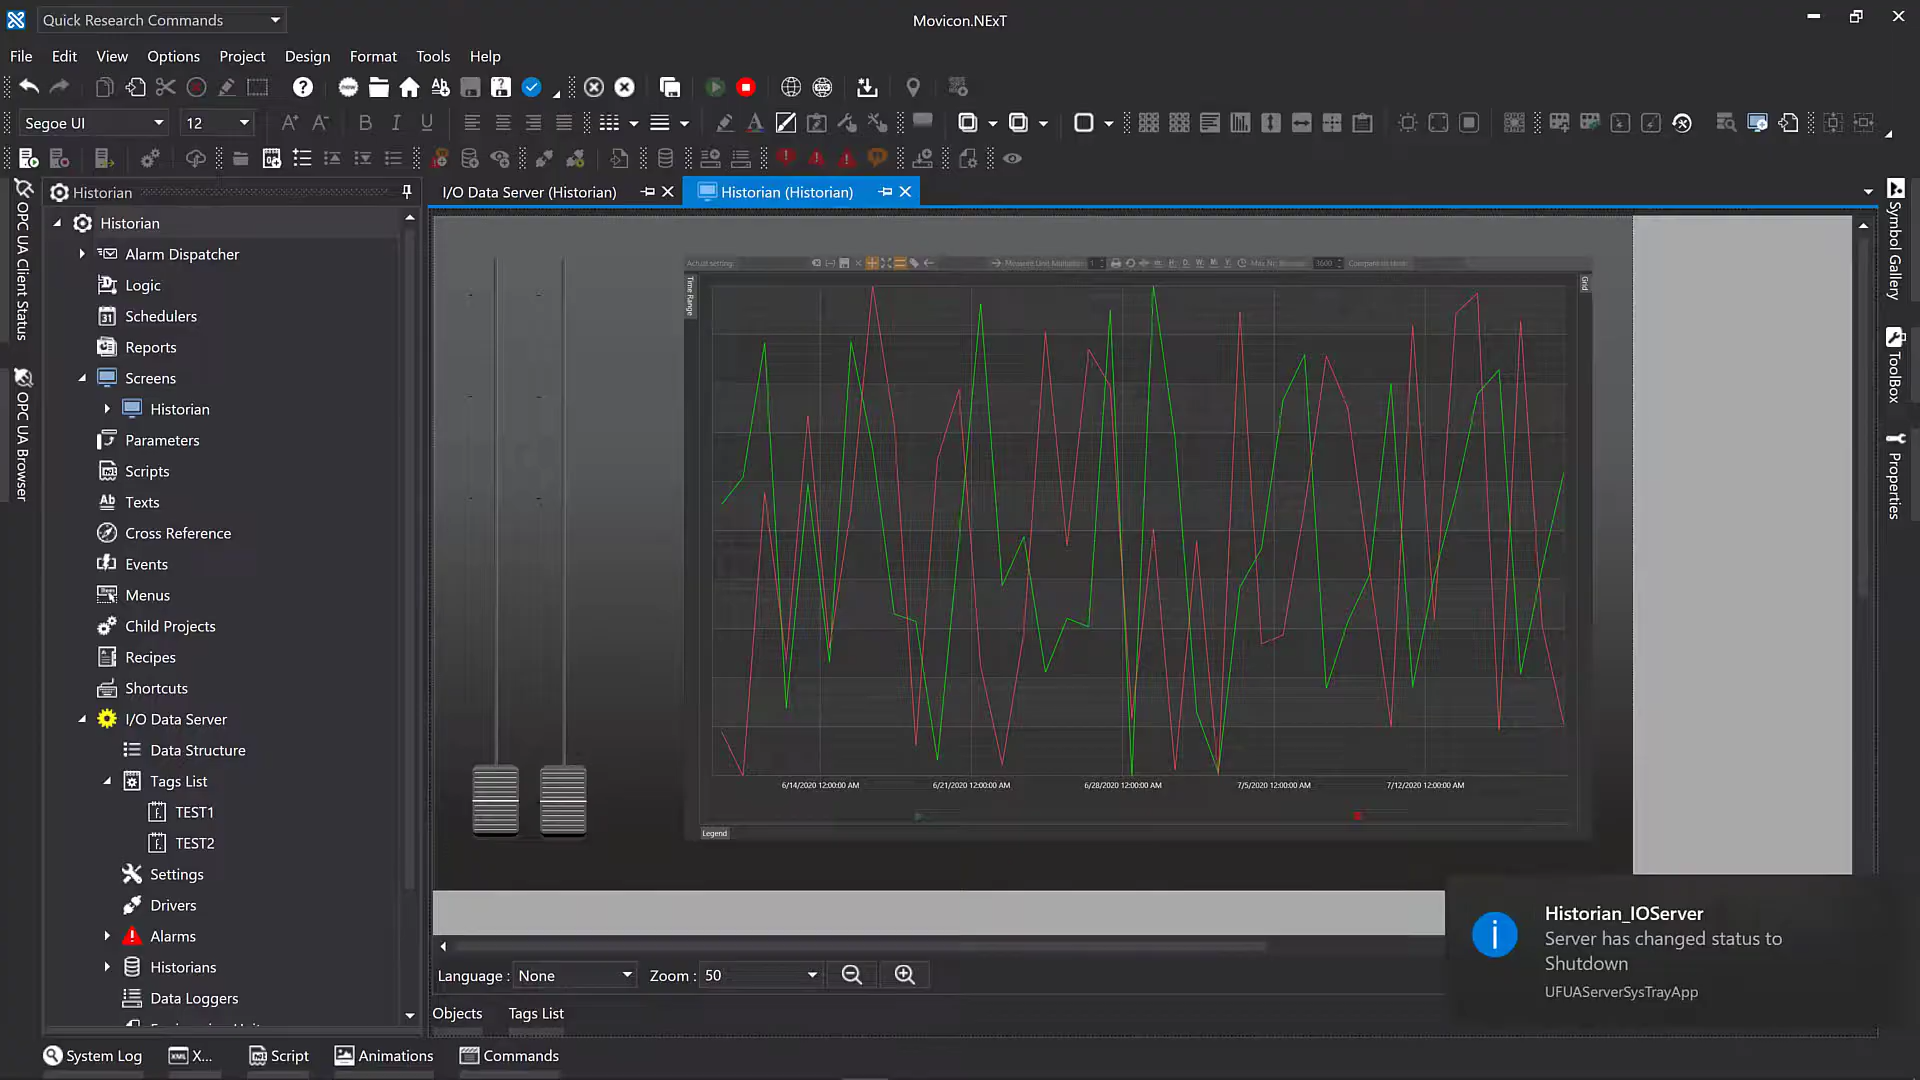 Quick Research Commands
Movicon.NExT
File Edit View Options Project Format Design Tools Help
Segoe UI 12
Historian
I/O Data Server (Historian)
Historian (Historian)
OPC UA Client Status
OPC UA Browser
Historian
Alarm Dispatcher
Logic
Schedulers
Reports
Screens
Historian
Parameters
Scripts
Texts
Cross Reference
Events
Menus
Child Projects
Recipes
Shortcuts
I/O Data Server
Data Structure
Tags List
TEST1
TEST2
Settings
Drivers
Alarms
Historians
Data Loggers
Time Range
Grid
6/14/2020 12:00:00 AM
6/21/2020 12:00:00 AM
6/28/2020 12:00:00 AM
7/5/2020 12:00:00 AM
7/12/2020 12:00:00 AM
Legend
Symbol Gallery
ToolBox
Properties
Language : None Zoom : 50
Objects Tags List
Historian_IOServer
Server has changed status to
Shutdown
UFUAServerSysTrayApp
System Log X... Script Animations Commands